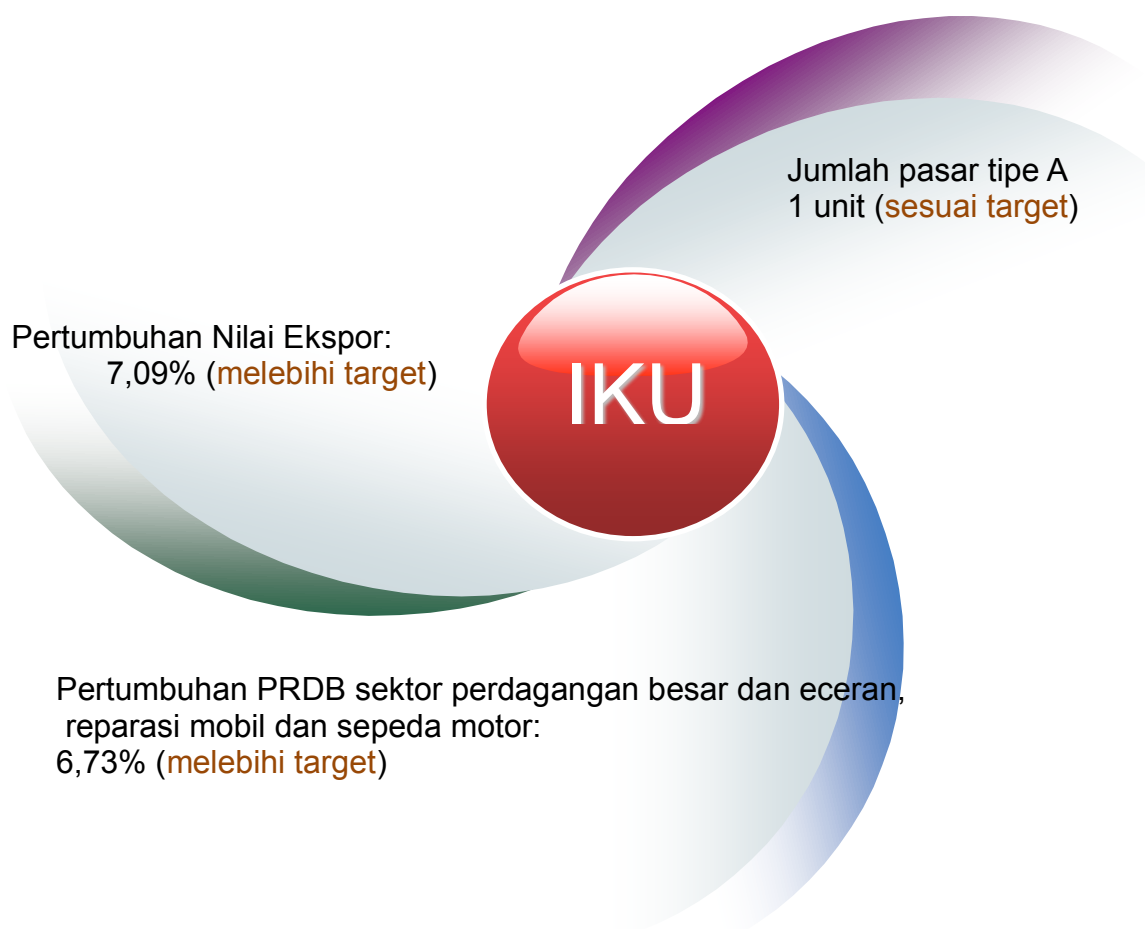 Jumlah pasar tipe A
1 unit (sesuai target)
Pertumbuhan Nilai Ekspor:
7,09% (melebihi target)
IKU
Pertumbuhan PRDB sektor perdagangan besar dan eceran,
reparasi mobil dan sepeda motor:
6,73% (melebihi target)